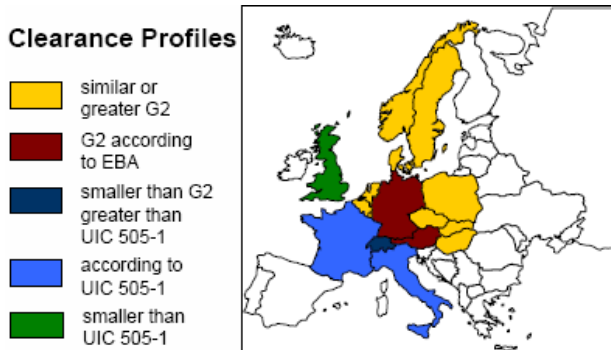 Clearance Profiles
similar or
greater G2
G2 according
to EBA
smaller than G2
greater than
UIC 505-1
according to
UIC 505-1
smaller than
UIC 505-1